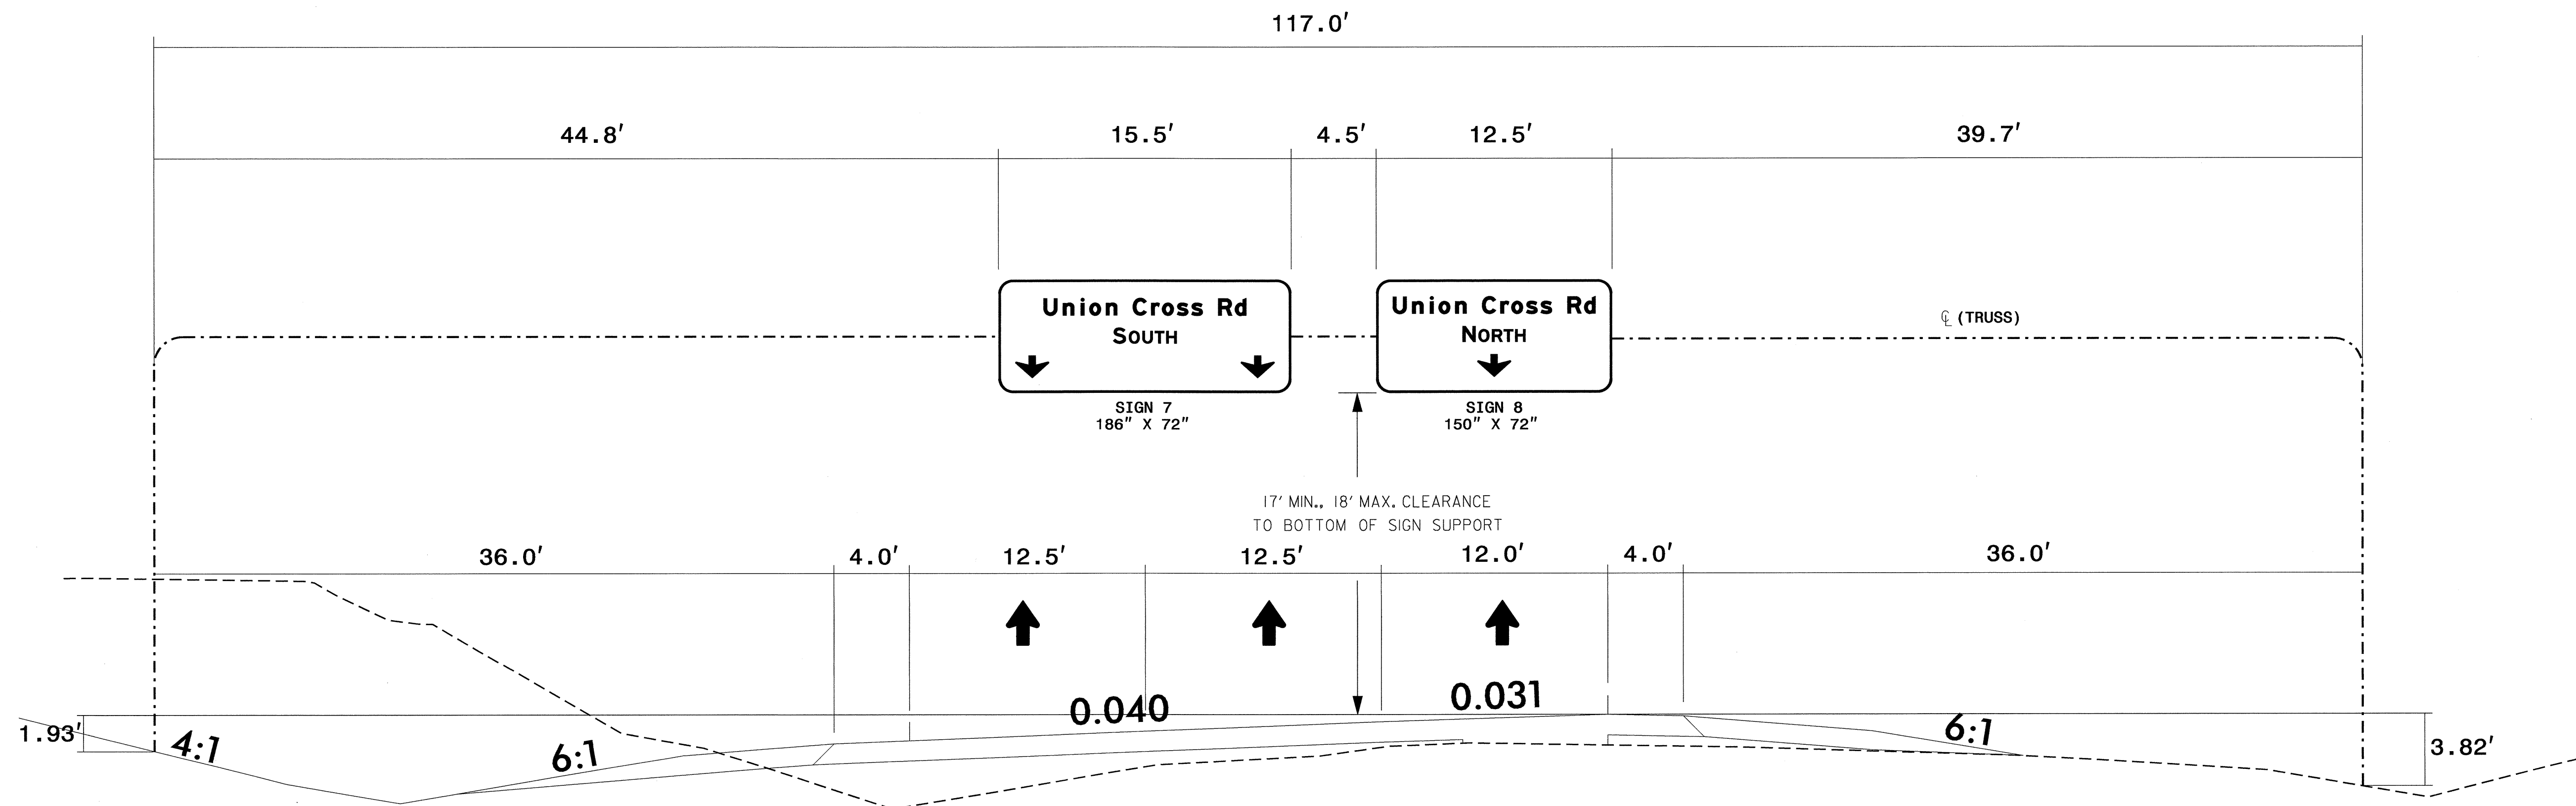 117.0'
44.8' 15.5' 4.5' 12.5' 39.7'
Union Cross Rd
SOUTH
Union Cross Rd
NORTH
℄ (TRUSS)
SIGN 7
186" X 72"
SIGN 8
150" X 72"
17' MIN., 18' MAX. CLEARANCE
TO BOTTOM OF SIGN SUPPORT
36.0' 4.0' 12.5' 12.5' 12.0' 4.0' 36.0'
0.040 0.031
1.93' 4:1 6:1 6:1 3.82'